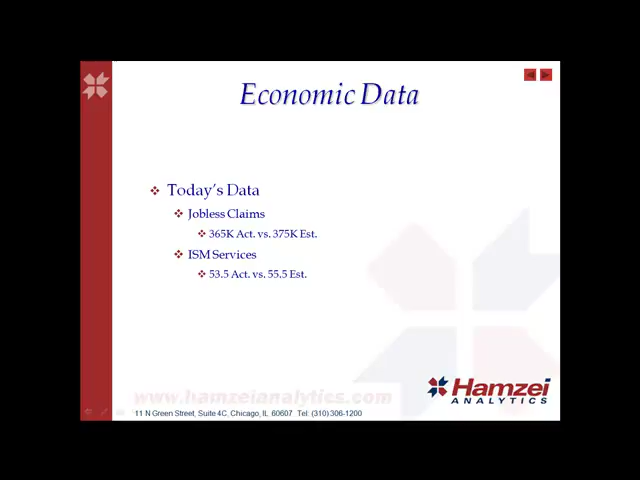 Economic Data
Today's Data
Jobless Claims
365K Act. vs. 375K Est.
ISM Services
53.5 Act. vs. 55.5 Est.
Hamzei
ANALYTICS
www.hamzeianalytics.com
11 N Green Street, Suite 4C, Chicago, IL 60607 Tel: (310) 306-1200